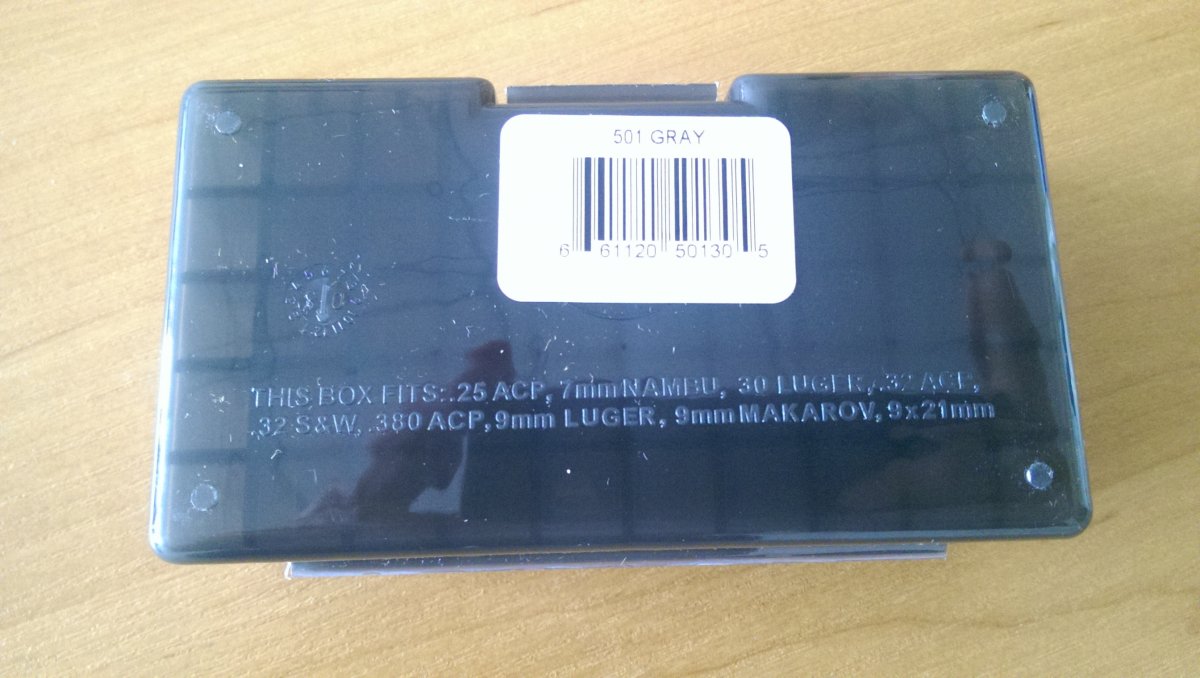 501 GRAY
6 61120 50130 5
THIS BOX FITS: .25 ACP, 7mm NAMBU, 30 LUGER, .32 ACP,
.32 S&W, .380 ACP, 9mm LUGER, 9mm MAKAROV, 9x21mm